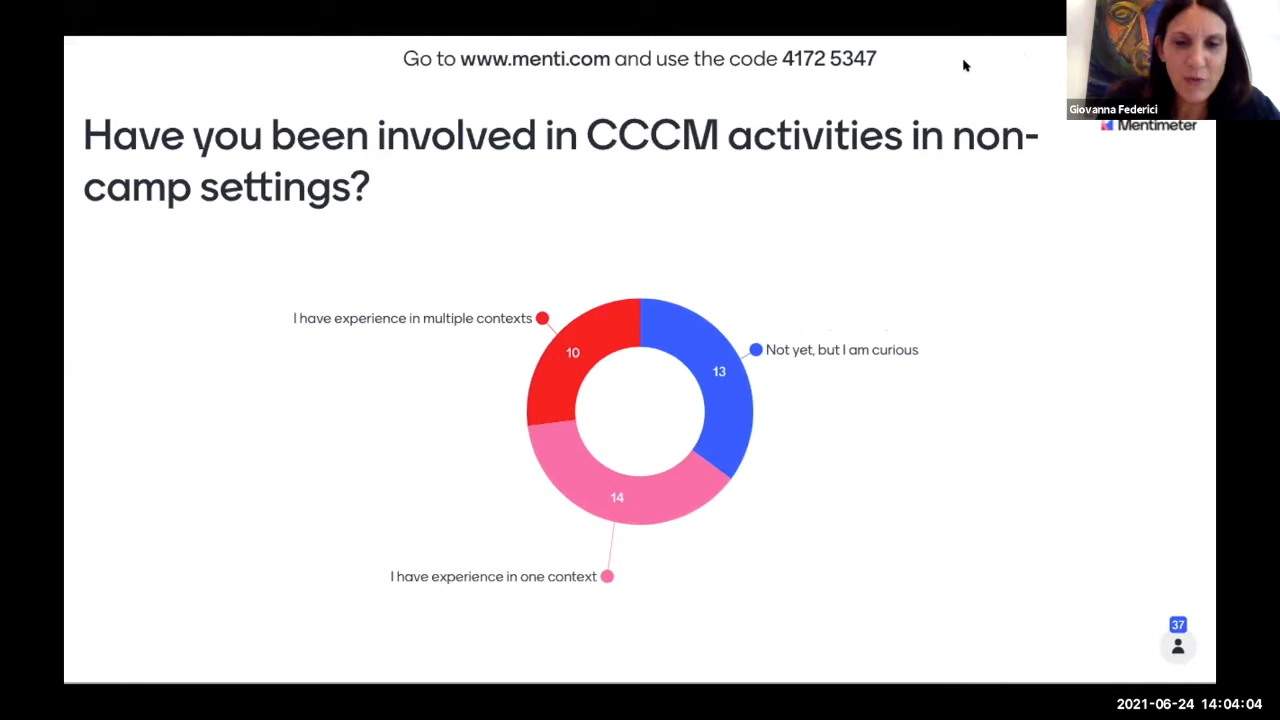 Go to www.menti.com and use the code 4172 5347
Giovanna Federici
Mentimeter
Have you been involved in CCCM activities in non-
camp settings?
I have experience in multiple contexts
10
Not yet, but I am curious
13
14
I have experience in one context
37
2021-06-24 14:04:04